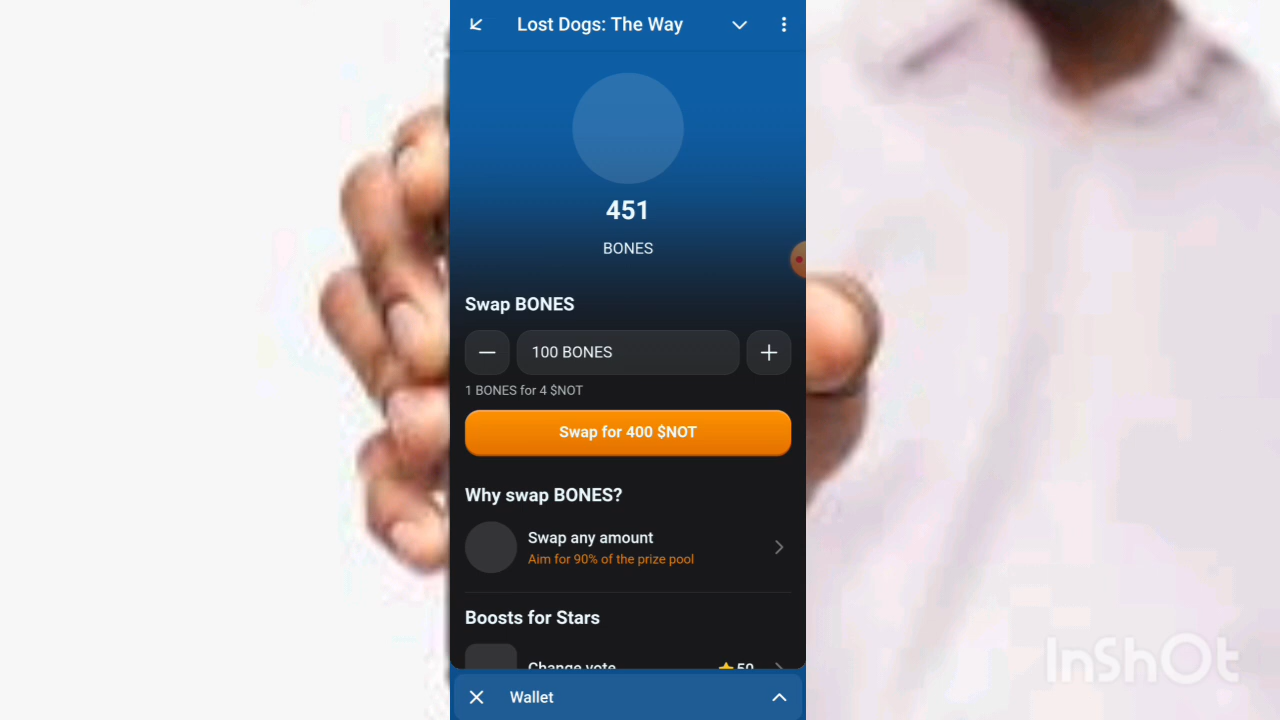 Lost Dogs: The Way
451
BONES
Swap BONES
100 BONES
1 BONES for 4 $NOT
Swap for 400 $NOT
Why swap BONES?
Swap any amount
Aim for 90% of the prize pool
Boosts for Stars
Change vote
50
Wallet
InShOt